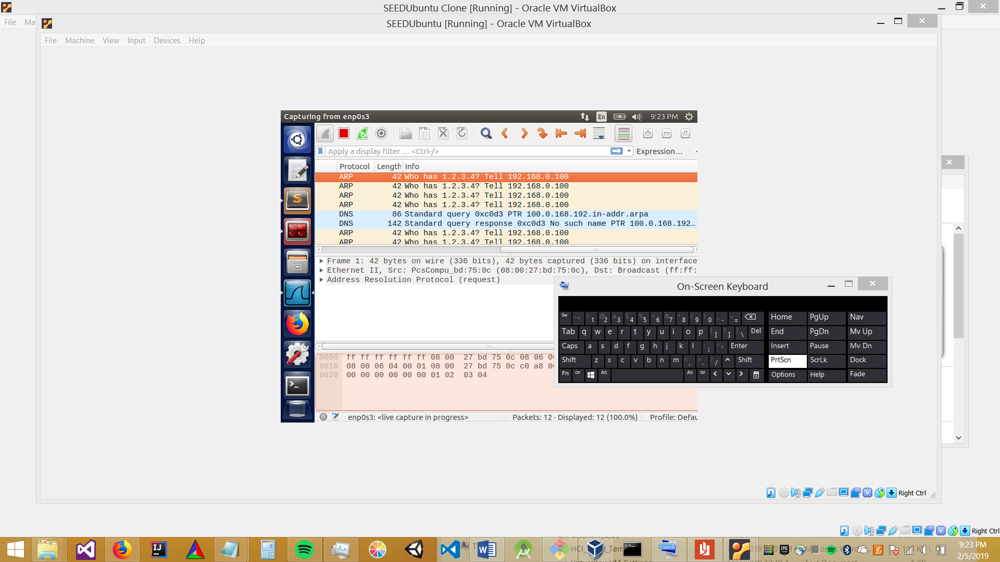 SEEDUbuntu Clone [Running] - Oracle VM VirtualBox
File Ma
SEEDUbuntu [Running] - Oracle VM VirtualBox
File Machine View Input Devices Help
Capturing from enp0s3
En 9:23 PM
Apply a display filter … <Ctrl-/> Expression…
Protocol Length Info
ARP 42 Who has 1.2.3.4? Tell 192.168.0.100
ARP 42 Who has 1.2.3.4? Tell 192.168.0.100
ARP 42 Who has 1.2.3.4? Tell 192.168.0.100
ARP 42 Who has 1.2.3.4? Tell 192.168.0.100
DNS 86 Standard query 0xc0d3 PTR 100.0.168.192.in-addr.arpa
DNS 142 Standard query response 0xc0d3 No such name PTR 100.0.168.192…
ARP 42 Who has 1.2.3.4? Tell 192.168.0.100
ARP 42 Who has 1.2.3.4? Tell 192.168.0.100
Frame 1: 42 bytes on wire (336 bits), 42 bytes captured (336 bits) on interface
Ethernet II, Src: PcsCompu_bd:75:0c (08:00:27:bd:75:0c), Dst: Broadcast (ff:ff:
Address Resolution Protocol (request)
0000 ff ff ff ff ff ff 08 00 27 bd 75 0c 08 06 00
0010 08 00 06 04 00 01 08 00 27 bd 75 0c c0 a8 00
0020 00 00 00 00 00 00 01 02 03 04
enp0s3: <live capture in progress> Packets: 12 · Displayed: 12 (100.0%) Profile: Defau
On-Screen Keyboard
Esc ~ ` ! 1 @ 2 # 3 $ 4 % 5 ^ 6 & 7 * 8 ( 9 ) 0 _ - + = Home PgUp Nav
Tab q w e r t y u i o p { [ } ] | \ Del End PgDn Mv Up
Caps a s d f g h j k l : ; " ' Enter Insert Pause Mv Dn
Shift z x c v b n m < , > . ? / Shift PrtScn ScrLk Dock
Fn Ctrl Alt Alt Ctrl Options Help Fade
Right Ctrl
Right Ctrl
9:23 PM
2/5/2019